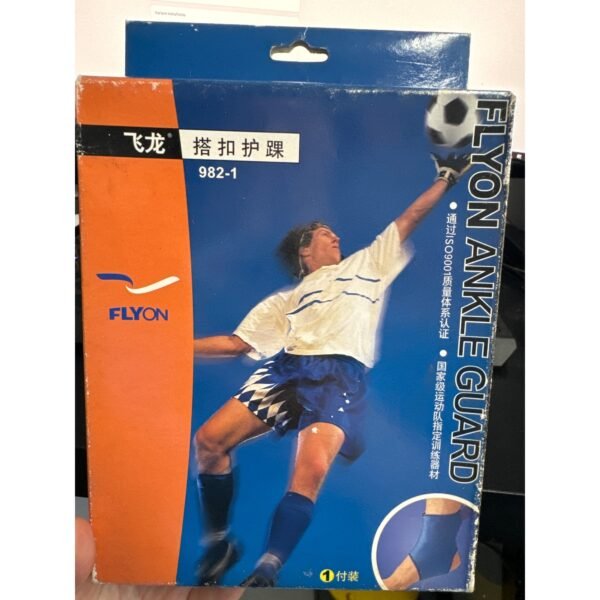 飞龙®
搭扣护踝
982-1
FLYON
FLYON ANKLE GUARD
● 通过ISO9001质量体系认证
● 国家级运动队指定训练器材
1付装